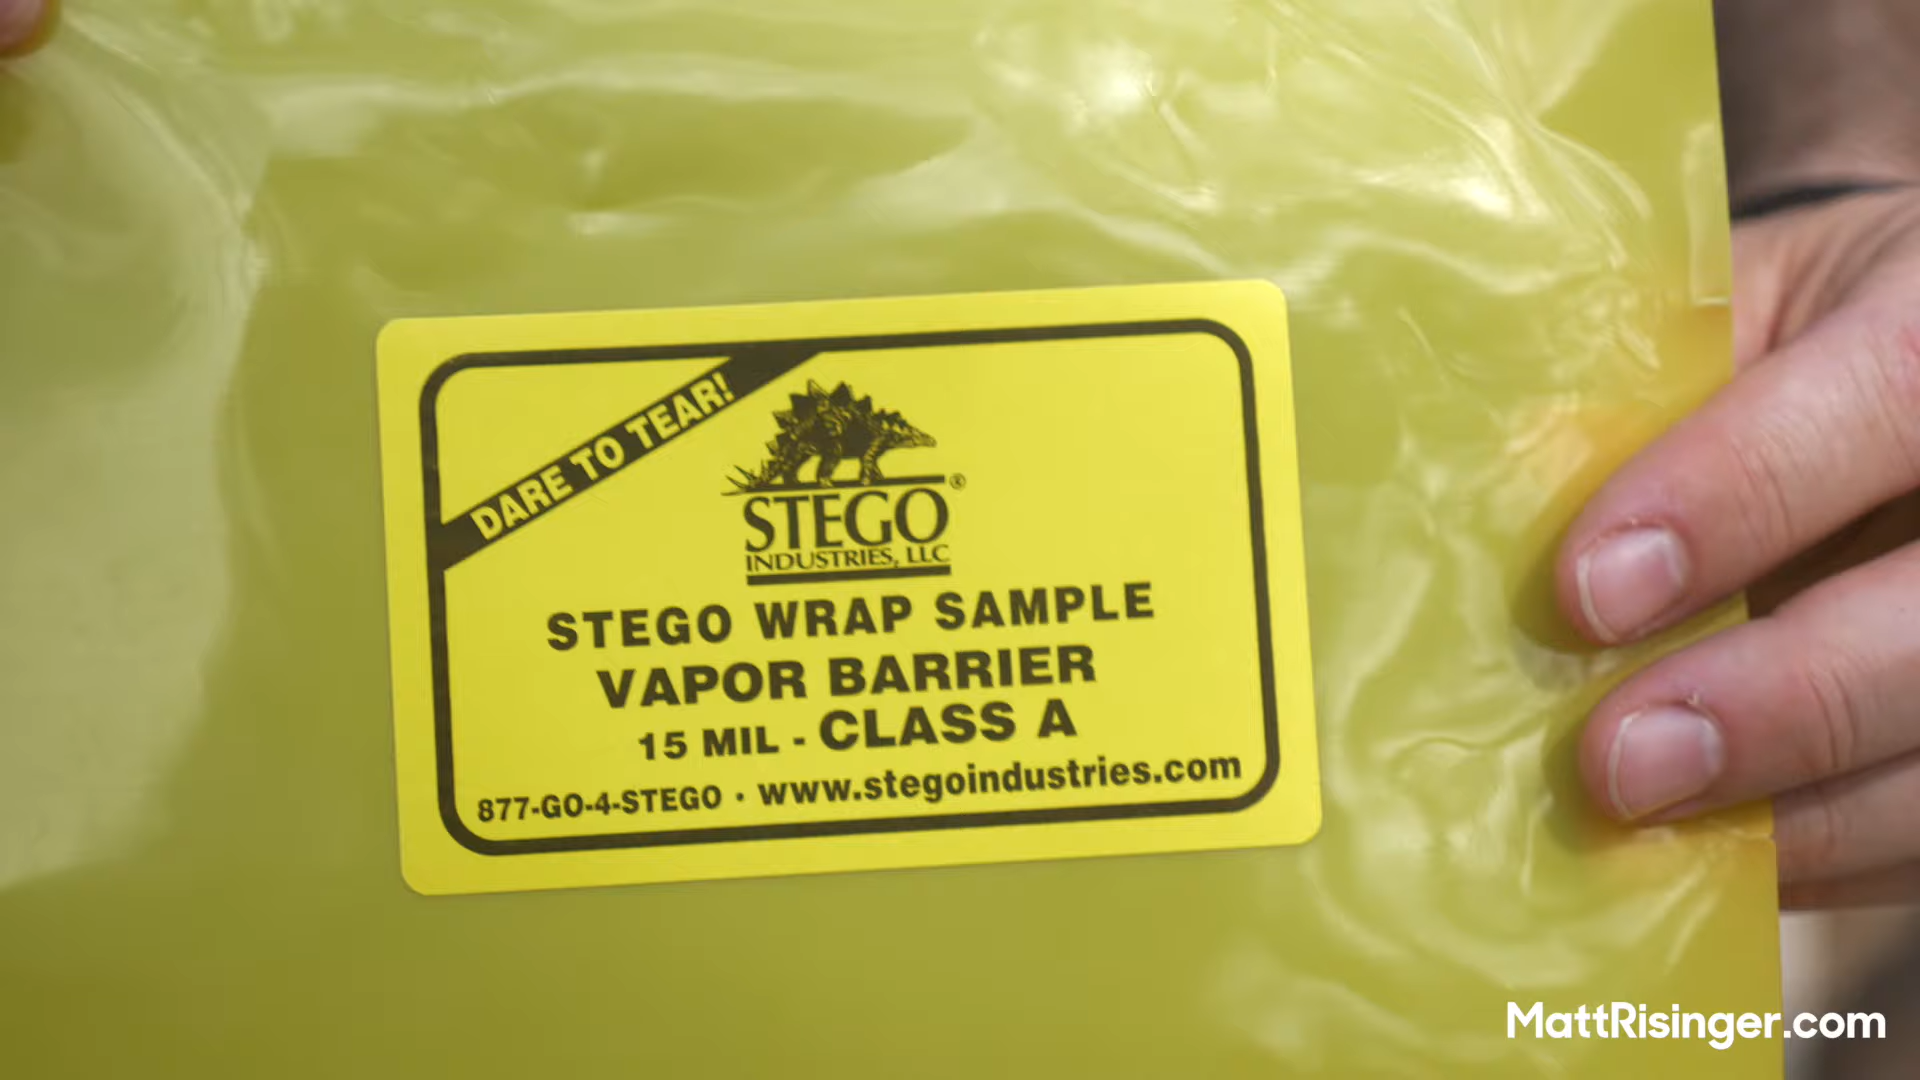 DARE TO TEAR!
STEGO®
INDUSTRIES, LLC
STEGO WRAP SAMPLE
VAPOR BARRIER
15 MIL - CLASS A
877-GO-4-STEGO · www.stegoindustries.com
MattRisinger.com